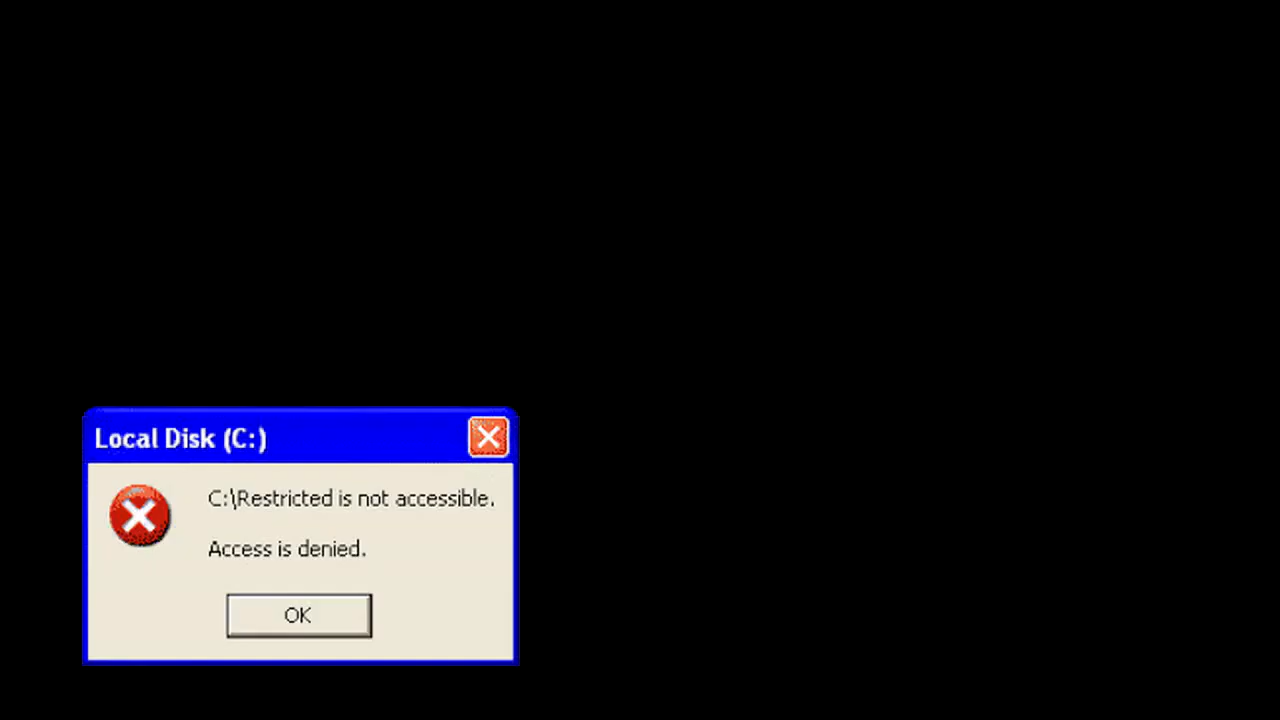 Local Disk (C:)
C:\Restricted is not accessible.
Access is denied.
OK